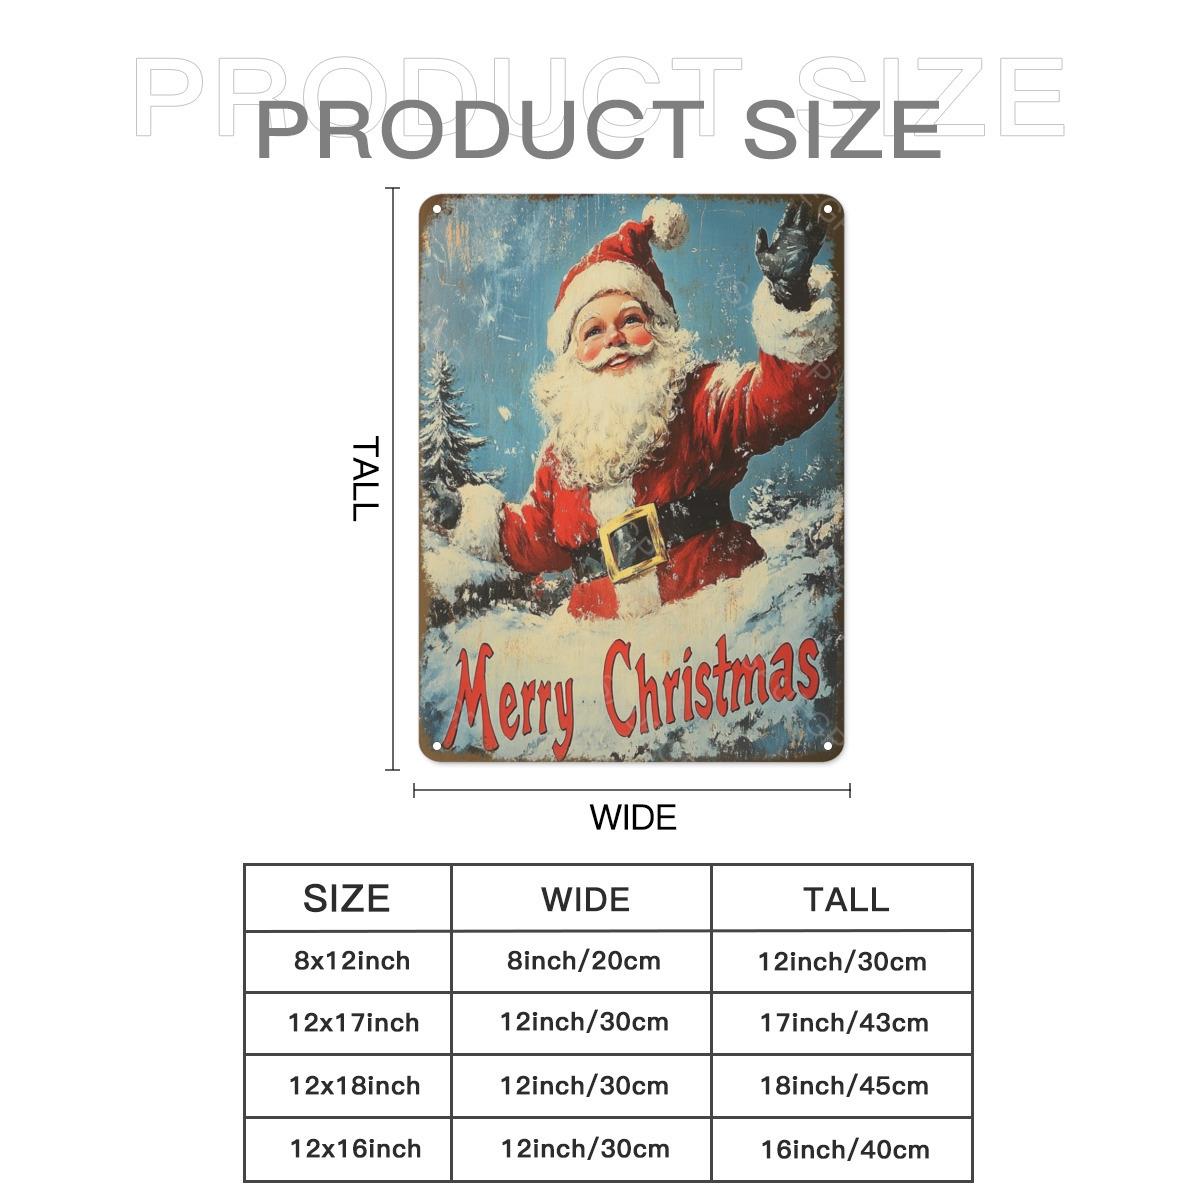 PRODUCT SIZE
PRODUCT SIZE
TALL
Merry Christmas
WIDE
SIZE WIDE TALL
8x12inch 8inch/20cm 12inch/30cm
12x17inch 12inch/30cm 17inch/43cm
12x18inch 12inch/30cm 18inch/45cm
12x16inch 12inch/30cm 16inch/40cm